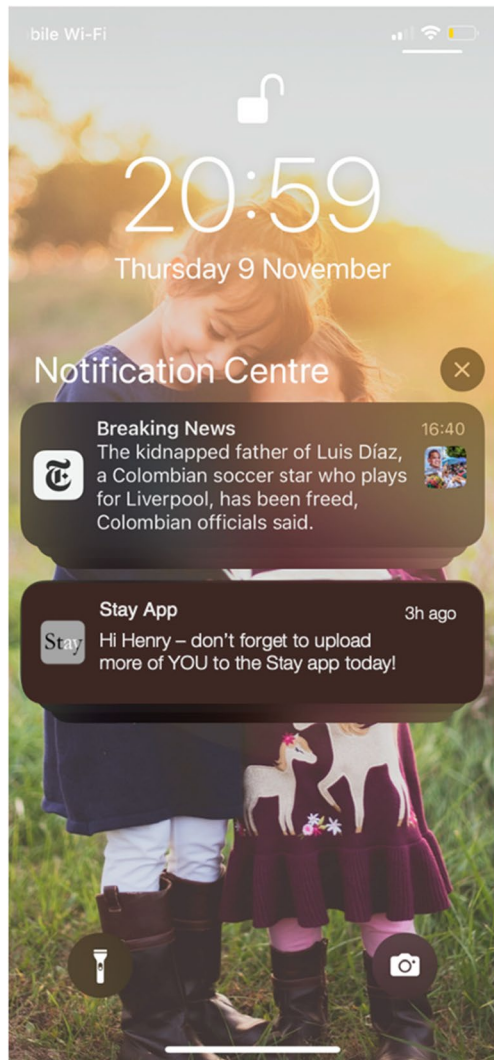 bile Wi-Fi
20:59
Thursday 9 November
Notification Centre
Breaking News 16:40
The kidnapped father of Luis Díaz,
a Colombian soccer star who plays
for Liverpool, has been freed,
Colombian officials said.
Stay App 3h ago
Stay
Hi Henry – don't forget to upload
more of YOU to the Stay app today!